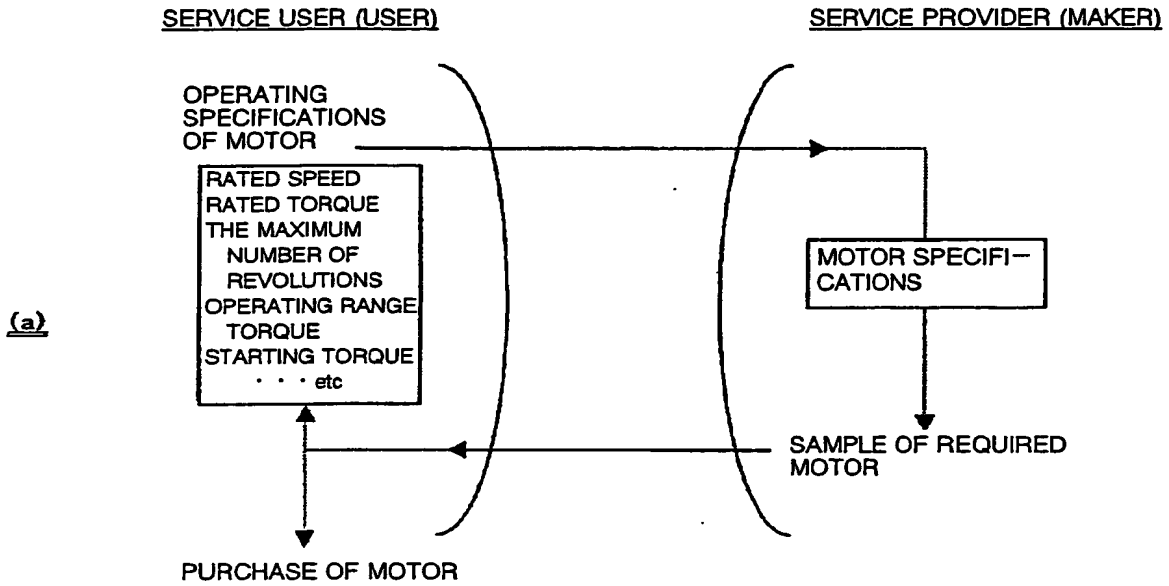 SERVICE USER (USER)
SERVICE PROVIDER (MAKER)
OPERATING
SPECIFICATIONS
OF MOTOR
RATED SPEED
RATED TORQUE
THE MAXIMUM
NUMBER OF
REVOLUTIONS
OPERATING RANGE
TORQUE
STARTING TORQUE
· · · etc
MOTOR SPECIFI-
CATIONS
(a)
SAMPLE OF REQUIRED
MOTOR
PURCHASE OF MOTOR